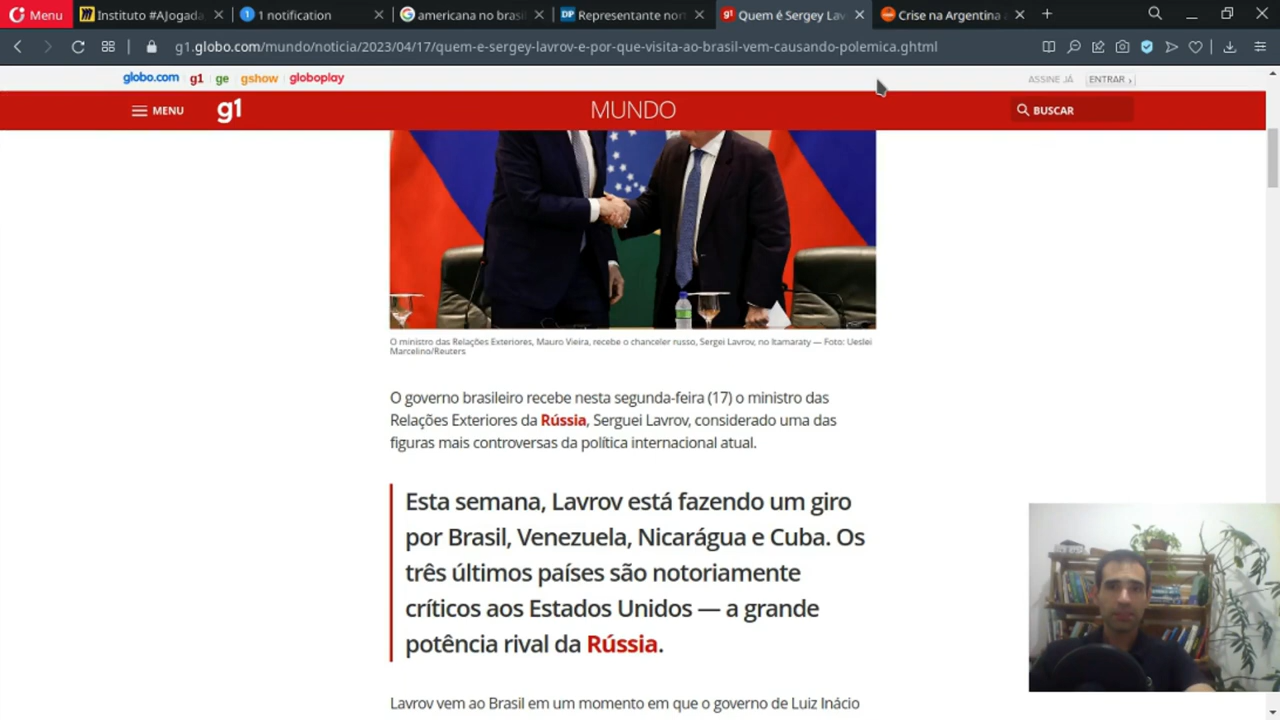 Menu
Instituto #AJogada
1 notification
americana no brasi
Representante nor
Quem é Sergey Lav
Crise na Argentina
g1.globo.com/mundo/noticia/2023/04/17/quem-e-sergey-lavrov-e-por-que-visita-ao-brasil-vem-causando-polemica.ghtml
globo.com
g1
ge
gshow
globoplay
ASSINE JÁ
ENTRAR ›
MENU
g1
MUNDO
BUSCAR
O ministro das Relações Exteriores, Mauro Vieira, recebe o chanceler russo, Sergei Lavrov, no Itamaraty — Foto: Ueslei
Marcelino/Reuters
O governo brasileiro recebe nesta segunda-feira (17) o ministro das
Relações Exteriores da Rússia, Serguei Lavrov, considerado uma das
figuras mais controversas da política internacional atual.
Esta semana, Lavrov está fazendo um giro
por Brasil, Venezuela, Nicarágua e Cuba. Os
três últimos países são notoriamente
críticos aos Estados Unidos — a grande
potência rival da Rússia.
Lavrov vem ao Brasil em um momento em que o governo de Luiz Inácio